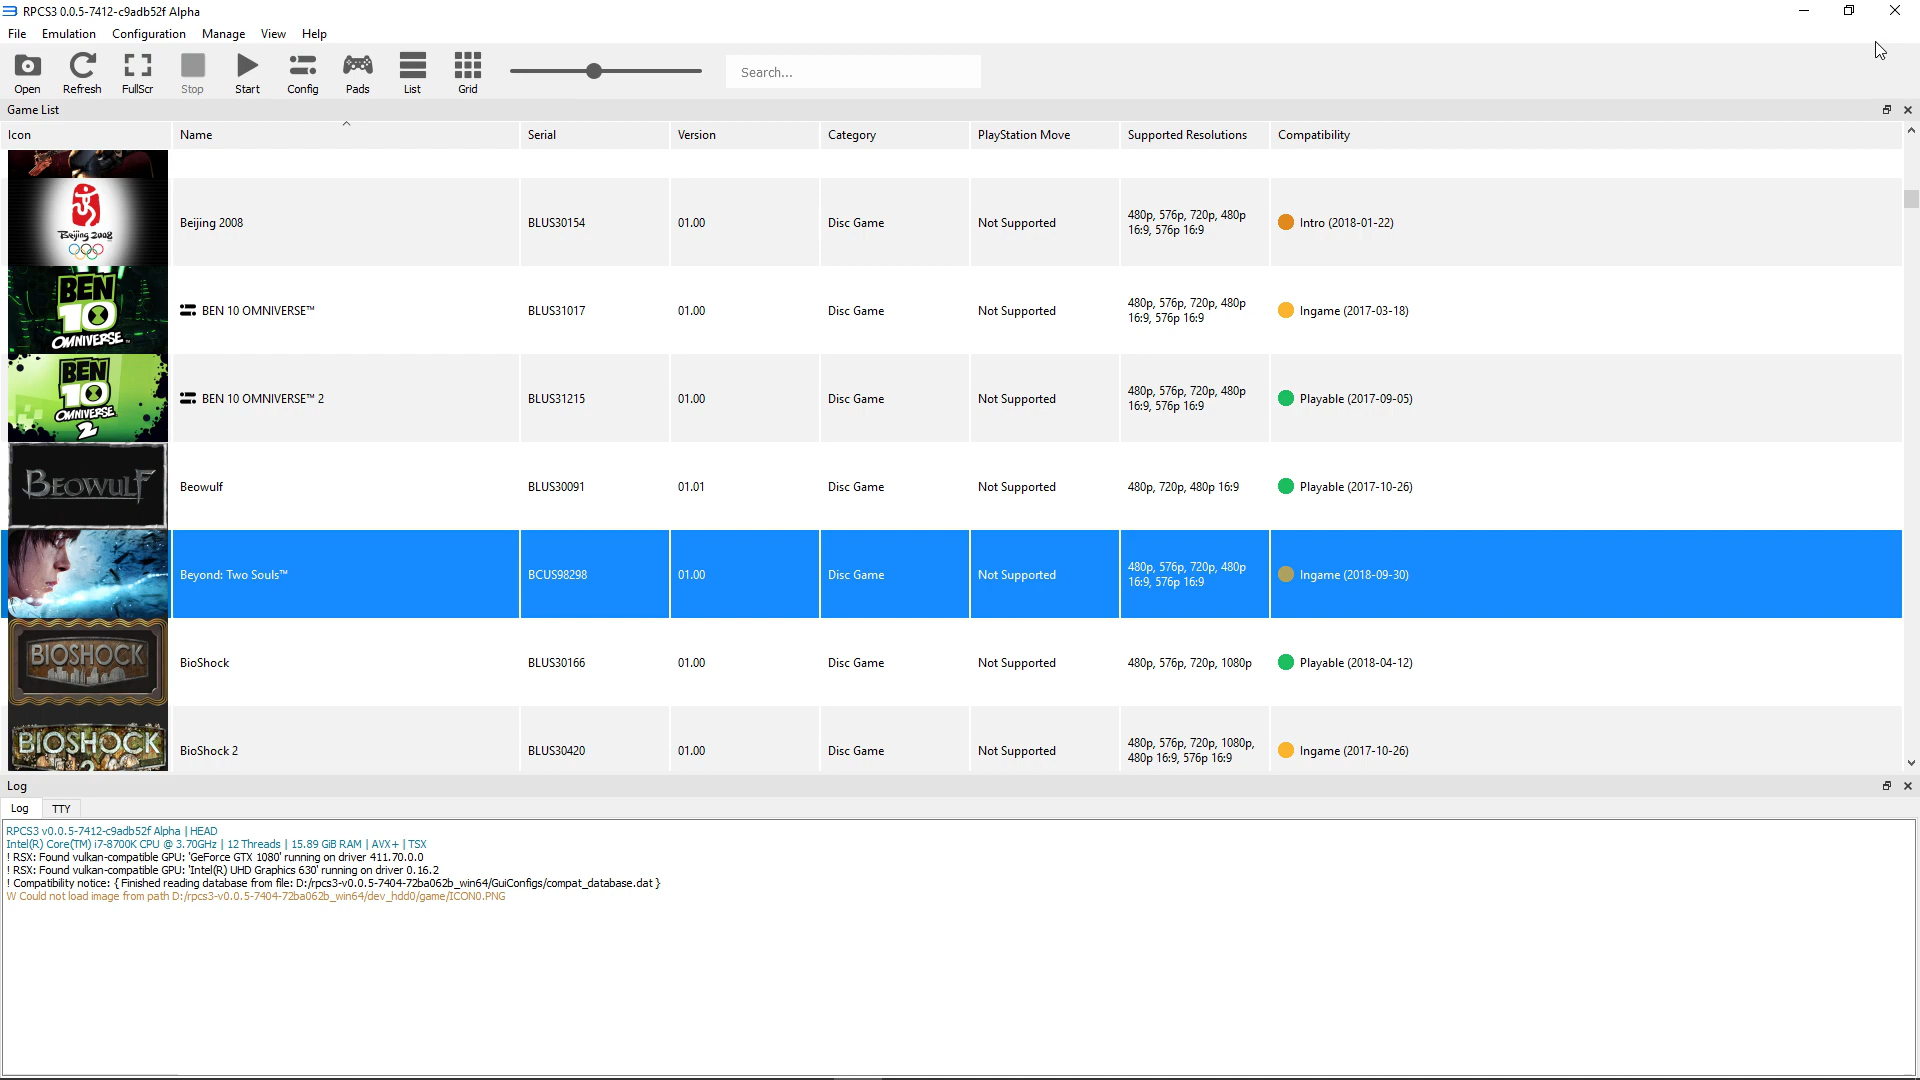 RPCS3 0.0.5-7412-c9adb52f Alpha
File Emulation Configuration Manage View Help
Open Refresh FullScr Stop Start Config Pads List Grid Search...
Game List
Icon Name Serial Version Category PlayStation Move Supported Resolutions Compatibility
Beijing 2008
Beijing 2008 BLUS30154 01.00 Disc Game Not Supported 480p, 576p, 720p, 480p
16:9, 576p 16:9 Intro (2018-01-22)
BEN
10
OMNIVERSE™
BEN 10 OMNIVERSE™ BLUS31017 01.00 Disc Game Not Supported 480p, 576p, 720p, 480p
16:9, 576p 16:9 Ingame (2017-03-18)
BEN
10
OMNIVERSE
2
BEN 10 OMNIVERSE™ 2 BLUS31215 01.00 Disc Game Not Supported 480p, 576p, 720p, 480p
16:9, 576p 16:9 Playable (2017-09-05)
BEOWULF
Beowulf BLUS30091 01.01 Disc Game Not Supported 480p, 720p, 480p 16:9 Playable (2017-10-26)
Beyond: Two Souls™ BCUS98298 01.00 Disc Game Not Supported 480p, 576p, 720p, 480p
16:9, 576p 16:9 Ingame (2018-09-30)
BIOSHOCK
BioShock BLUS30166 01.00 Disc Game Not Supported 480p, 576p, 720p, 1080p Playable (2018-04-12)
BIOSHOCK
BioShock 2 BLUS30420 01.00 Disc Game Not Supported 480p, 576p, 720p, 1080p,
480p 16:9, 576p 16:9 Ingame (2017-10-26)
Log
Log TTY
RPCS3 v0.0.5-7412-c9adb52f Alpha | HEAD
Intel(R) Core(TM) i7-8700K CPU @ 3.70GHz | 12 Threads | 15.89 GiB RAM | AVX+ | TSX
! RSX: Found vulkan-compatible GPU: 'GeForce GTX 1080' running on driver 411.70.0.0
! RSX: Found vulkan-compatible GPU: 'Intel(R) UHD Graphics 630' running on driver 0.16.2
! Compatibility notice: { Finished reading database from file: D:/rpcs3-v0.0.5-7404-72ba062b_win64/GuiConfigs/compat_database.dat }
W Could not load image from path D:/rpcs3-v0.0.5-7404-72ba062b_win64/dev_hdd0/game/ICON0.PNG